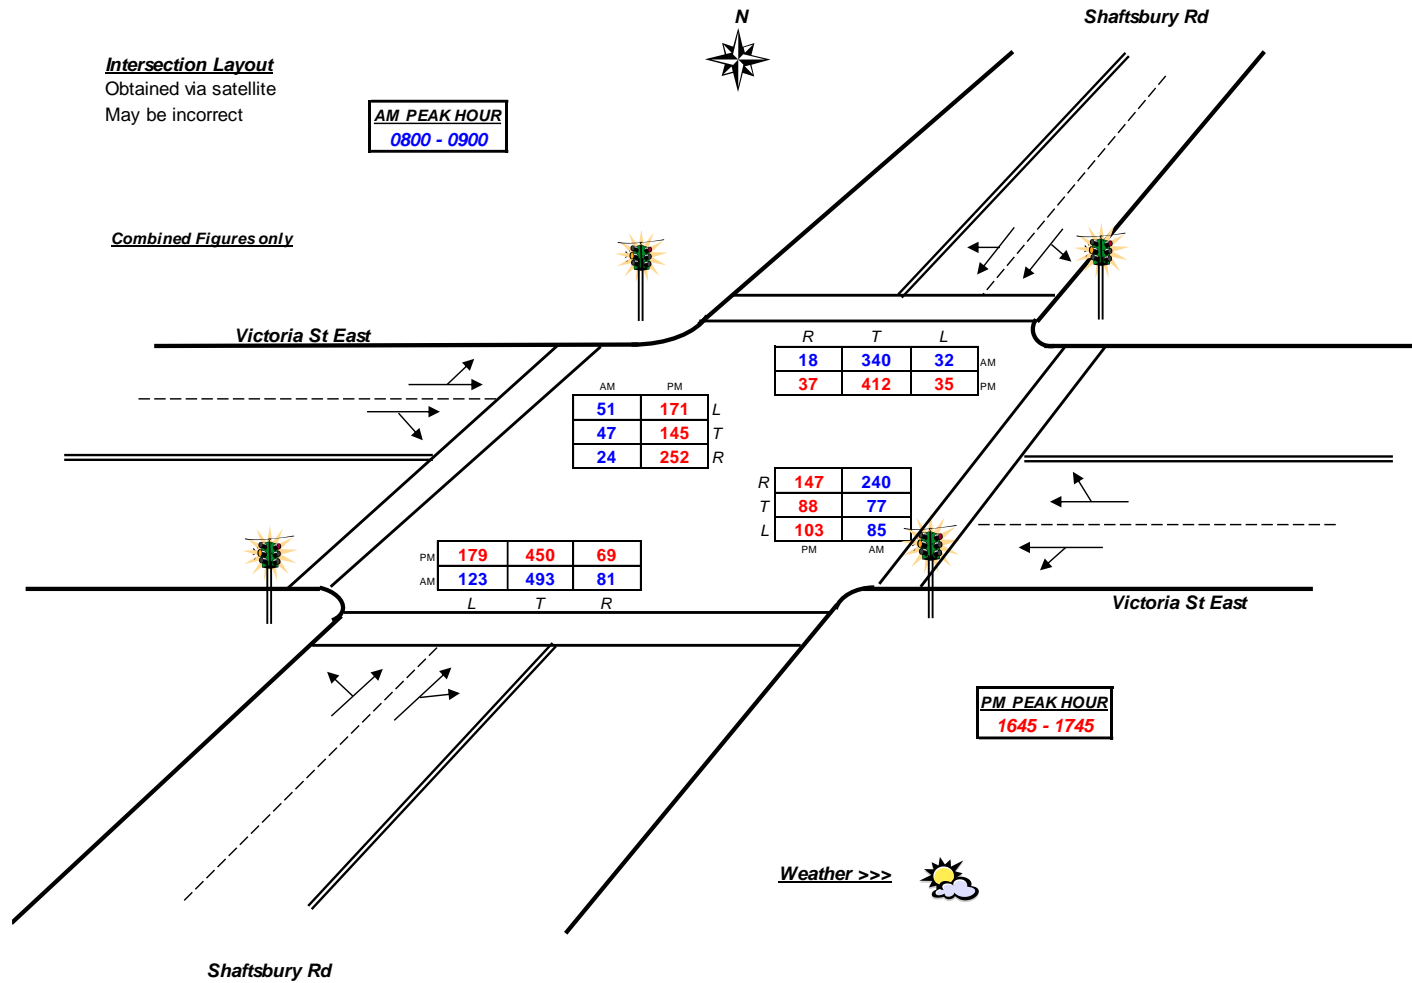 N
Shaftsbury Rd
Intersection Layout
Obtained via satellite
May be incorrect
AM PEAK HOUR
0800 - 0900
Combined Figures only
Victoria St East
R T L
18 340 32 AM
37 412 35 PM
AM PM
51 171 L
47 145 T
24 252 R
R 147 240
T 88 77
L 103 85
PM AM
PM 179 450 69
AM 123 493 81
L T R
Victoria St East
PM PEAK HOUR
1645 - 1745
Weather >>>
Shaftsbury Rd